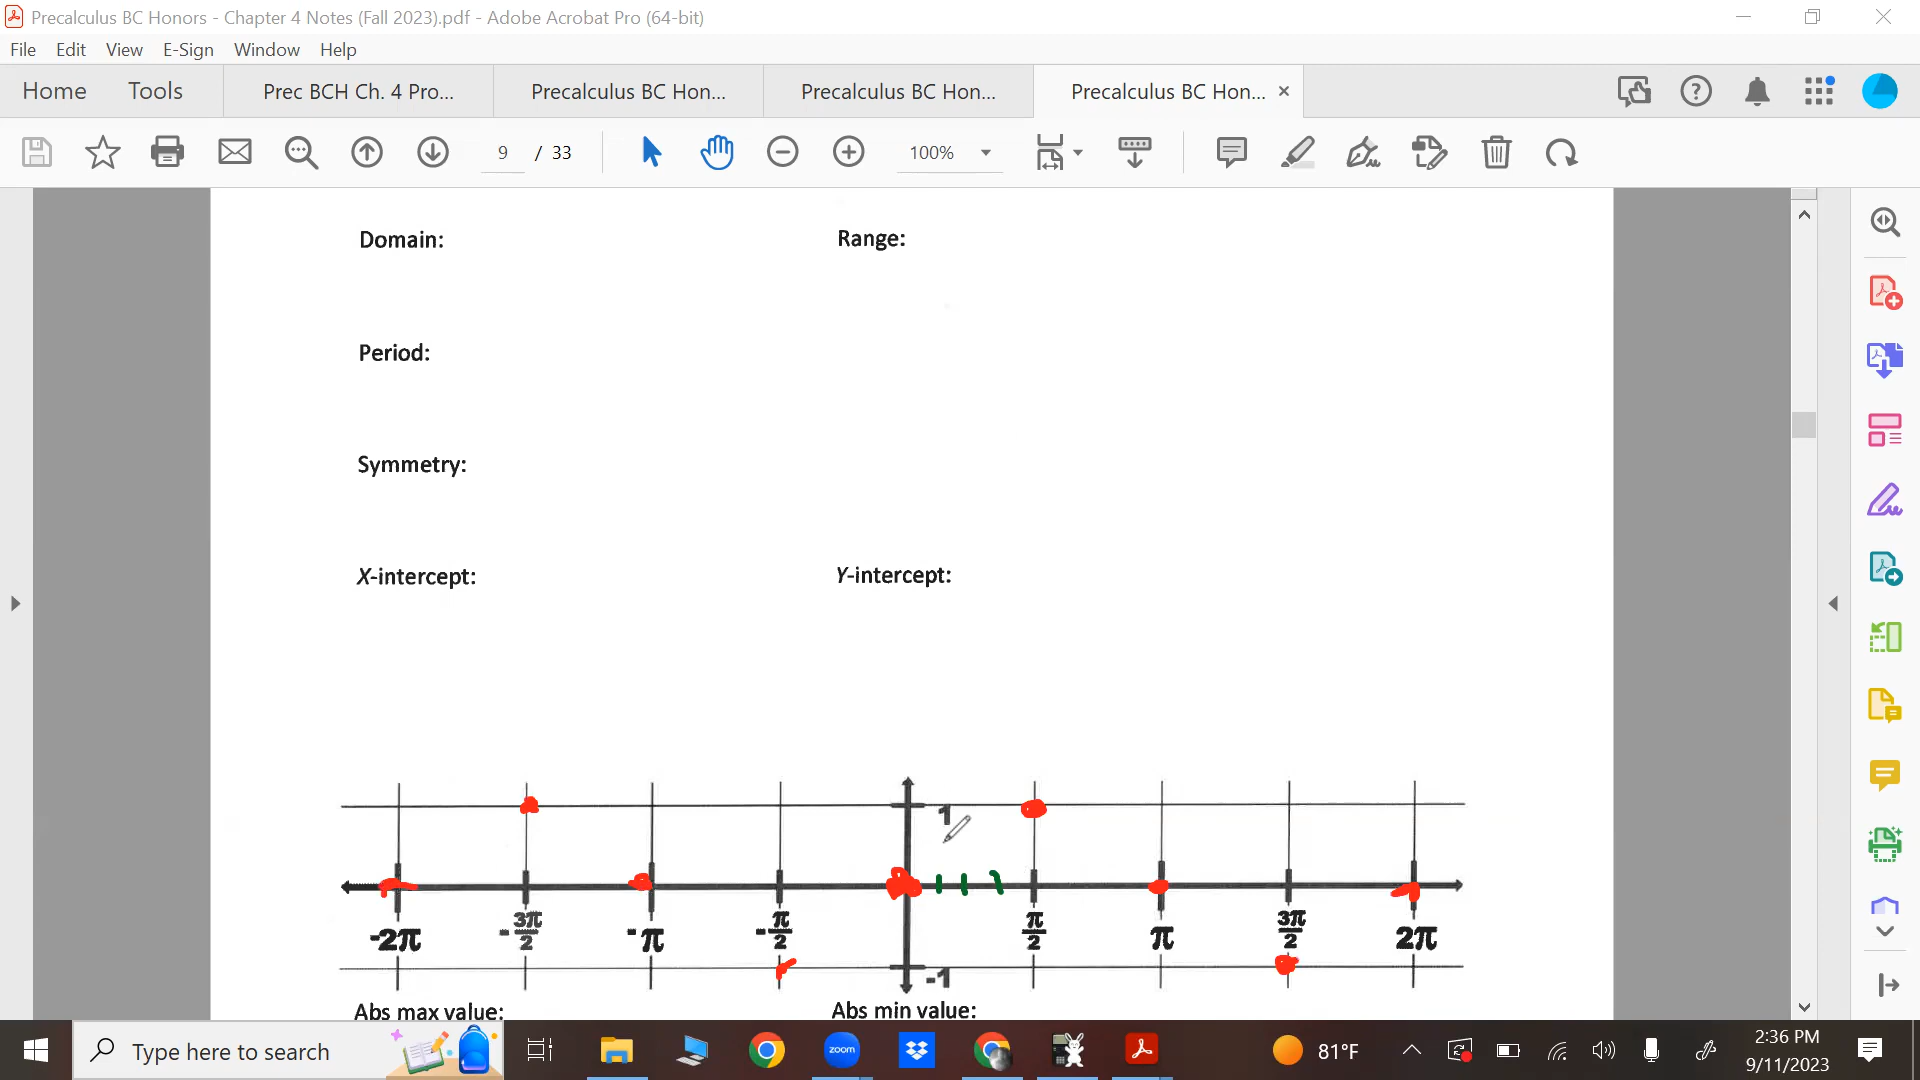 Precalculus BC Honors - Chapter 4 Notes (Fall 2023).pdf - Adobe Acrobat Pro (64-bit)
File Edit View E-Sign Window Help
Home Tools Prec BCH Ch. 4 Pro... Precalculus BC Hon... Precalculus BC Hon... Precalculus BC Hon... ×
9 / 33 100%
Domain: Range:
Period:
Symmetry:
X-intercept: Y-intercept:
1
-2π -3π/2 -π -π/2 π/2 π 3π/2 2π
-1
Abs max value: Abs min value:
Type here to search zoom 81°F 2:36 PM
9/11/2023